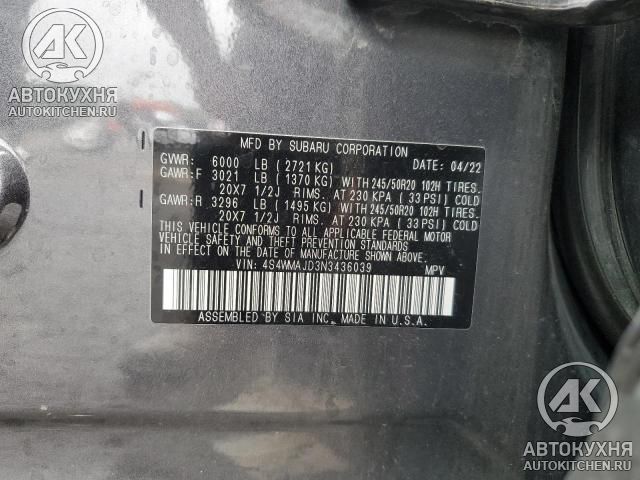 AK
АВТОКУХНЯ
AUTOKITCHEN.RU
MFD BY SUBARU CORPORATION
GVWR: 6000 LB ( 2721 KG) DATE: 04/22
GAWR:F 3021 LB ( 1370 KG) WITH 245/50R20 102H TIRES.
20X7 1/2J RIMS. AT 230 KPA ( 33 PSI) COLD
GAWR:R 3296 LB ( 1495 KG) WITH 245/50R20 102H TIRES.
20X7 1/2J RIMS. AT 230 KPA ( 33 PSI) COLD
THIS VEHICLE CONFORMS TO ALL APPLICABLE FEDERAL MOTOR
VEHICLE SAFETY AND THEFT PREVENTION STANDARDS
IN EFFECT ON THE DATE OF MANUFACTURE SHOWN ABOVE.
VIN: 4S4WMAJD3N3436039 MPV
ASSEMBLED BY SIA INC. MADE IN U.S.A.
AK
АВТОКУХНЯ
AUTOKITCHEN.RU